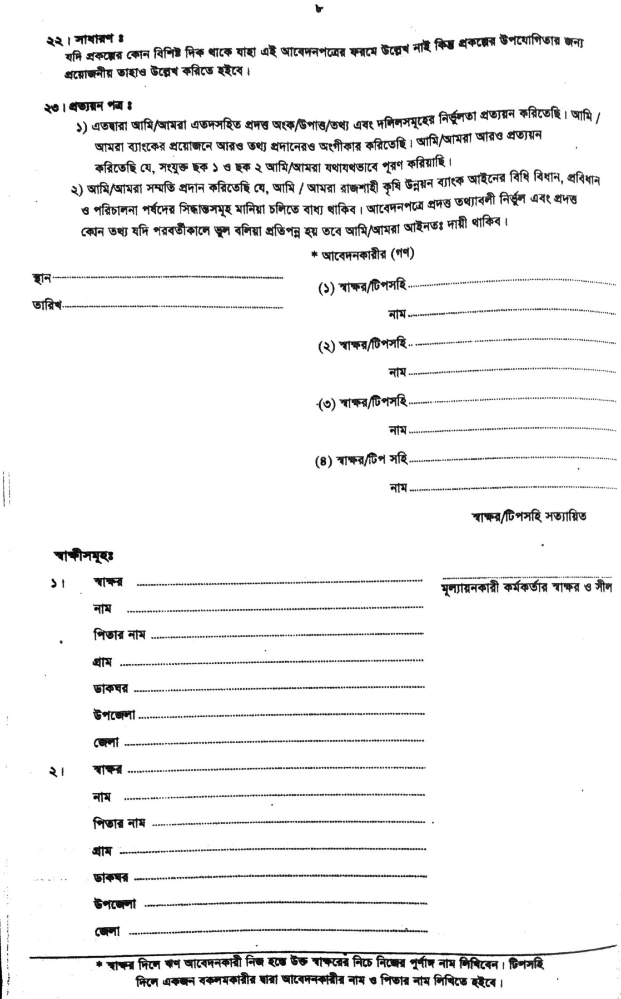 ৮
২২। সাধারণ ঃ
যদি প্রকল্পের কোন বিশিষ্ট দিক থাকে যাহা এই আবেদনপত্রের ফরমে উল্লেখ নাই কিন্তু প্রকল্পের উপযোগিতার জন্য
প্রয়োজনীয় তাহাও উল্লেখ করিতে হইবে।
২৩। প্রত্যয়ন পত্র ঃ
১) এতদ্বারা আমি/আমরা এতদসহিত প্রদত্ত অংক/উপাত্ত/তথ্য এবং দলিলসমূহের নির্ভুলতা প্রত্যয়ন করিতেছি। আমি /
আমরা ব্যাংকের প্রয়োজনে আরও তথ্য প্রদানেরও অংগীকার করিতেছি। আমি/আমরা আরও প্রত্যয়ন
করিতেছি যে, সংযুক্ত ছক ১ ও ছক ২ আমি/আমরা যথাযথভাবে পূরণ করিয়াছি।
২) আমি/আমরা সম্মতি প্রদান করিতেছি যে, আমি / আমরা রাজশাহী কৃষি উন্নয়ন ব্যাংক আইনের বিধি বিধান, প্রবিধান
ও পরিচালনা পর্ষদের সিদ্ধান্তসমূহ মানিয়া চলিতে বাধ্য থাকিব। আবেদনপত্রে প্রদত্ত তথ্যাবলী নির্ভুল এবং প্রদত্ত
কোন তথ্য যদি পরবর্তীকালে ভুল বলিয়া প্রতিপন্ন হয় তবে আমি/আমরা আইনতঃ দায়ী থাকিব।
* আবেদনকারীর (গণ)
স্থান
(১) স্বাক্ষর/টিপসহি
তারিখ
নাম
(২) স্বাক্ষর/টিপসহি
নাম
(৩) স্বাক্ষর/টিপসহি
নাম
(৪) স্বাক্ষর/টিপ সহি
নাম
স্বাক্ষর/টিপসহি সত্যায়িত
স্বাক্ষীসমূহঃ
১। স্বাক্ষর
মূল্যায়নকারী কর্মকর্তার স্বাক্ষর ও সীল
নাম
পিতার নাম
গ্রাম
ডাকঘর
উপজেলা
জেলা
২। স্বাক্ষর
নাম
পিতার নাম
গ্রাম
ডাকঘর
উপজেলা
জেলা
* স্বাক্ষর দিলে ঋণ আবেদনকারী নিজ হস্তে উক্ত স্বাক্ষরের নিচে নিজের পূর্ণাঙ্গ নাম লিখিবেন। টিপসহি
দিলে একজন বকলমকারীর দ্বারা আবেদনকারীর নাম ও পিতার নাম লিখিতে হইবে।